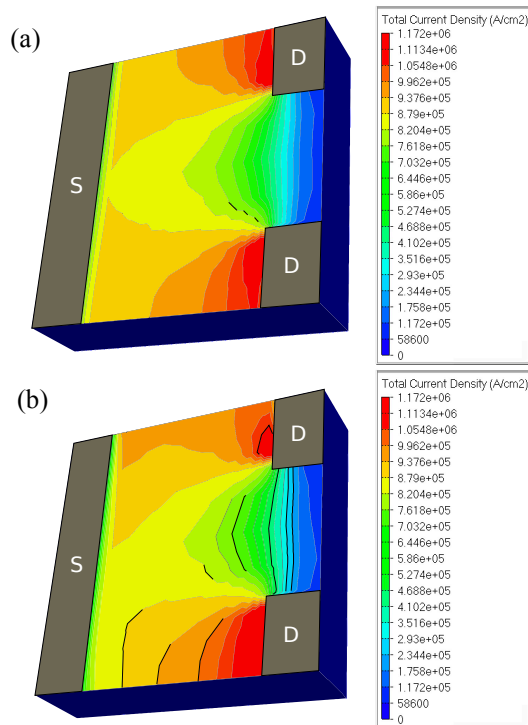 (a)
D
S
D
Total Current Density (A/cm2)
1.172e+06
1.1134e+06
1.0548e+06
9.962e+05
9.376e+05
8.79e+05
8.204e+05
7.618e+05
7.032e+05
6.446e+05
5.86e+05
5.274e+05
4.688e+05
4.102e+05
3.516e+05
2.93e+05
2.344e+05
1.172e+05
58600
0
(b)
D
S
D
Total Current Density (A/cm2)
1.172e+06
1.1134e+06
1.0548e+06
9.962e+05
9.376e+05
8.79e+05
8.204e+05
7.618e+05
7.032e+05
6.446e+05
5.86e+05
5.274e+05
4.688e+05
4.102e+05
3.516e+05
2.93e+05
2.344e+05
1.172e+05
58600
0